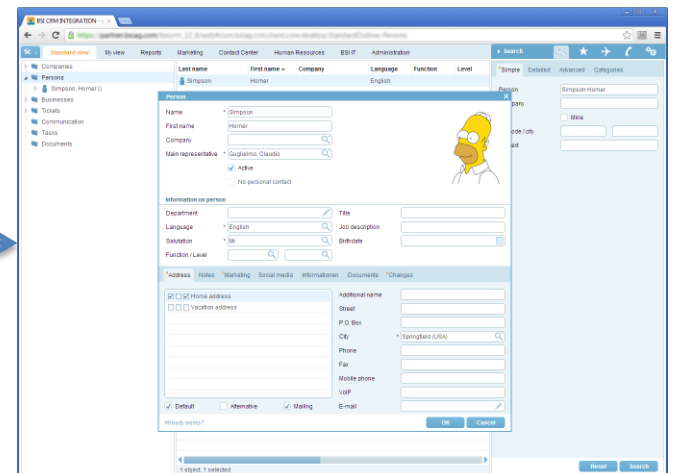 BSI CRM INTEGRATION -
https://partner.bsiag.com/
Standard view My view Reports Marketing Contact Center Human Resources BSI IT Administration Search
Companies
Persons
Simpson, Homer ()
Businesses
Tickets
Communication
Tasks
Documents
Last name First name Company Language Function Level
Simpson Homer English
*Simple Detailed Advanced Categories
Person Simpson Homer
Mine
Person
Name * Simpson
First name Homer
Company
Main representative * Guglielmo, Claudio
Active
No personal contact
Information on person
Department Title
Language * English Job description
Salutation * Mr. Birthdate
Function / Level
*Address Notes *Marketing Social media Informationen Documents *Changes
Home address
Vacation address
Additional name
Street
P.O. Box
City * Springfield (USA)
Phone
Fax
Mobile phone
VoIP
E-mail
Default Alternative Mailing
Already exists? OK Cancel
1 object, 1 selected
Reset Search